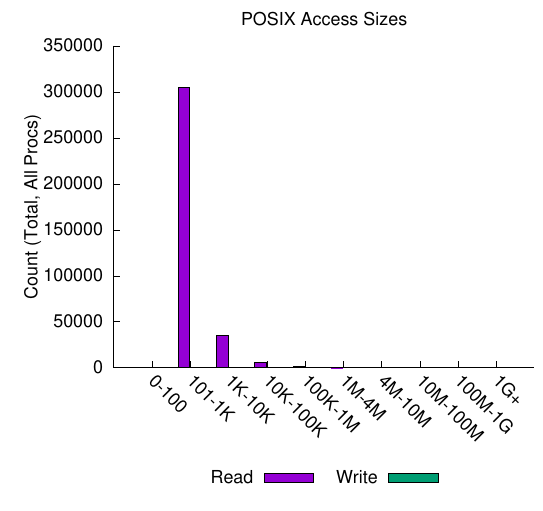 POSIX Access Sizes
Count (Total, All Procs)
350000
300000
250000
200000
150000
100000
50000
0
0-100
101-1K
1K-10K
10K-100K
100K-1M
1M-4M
4M-10M
10M-100M
100M-1G
1G+
Read Write